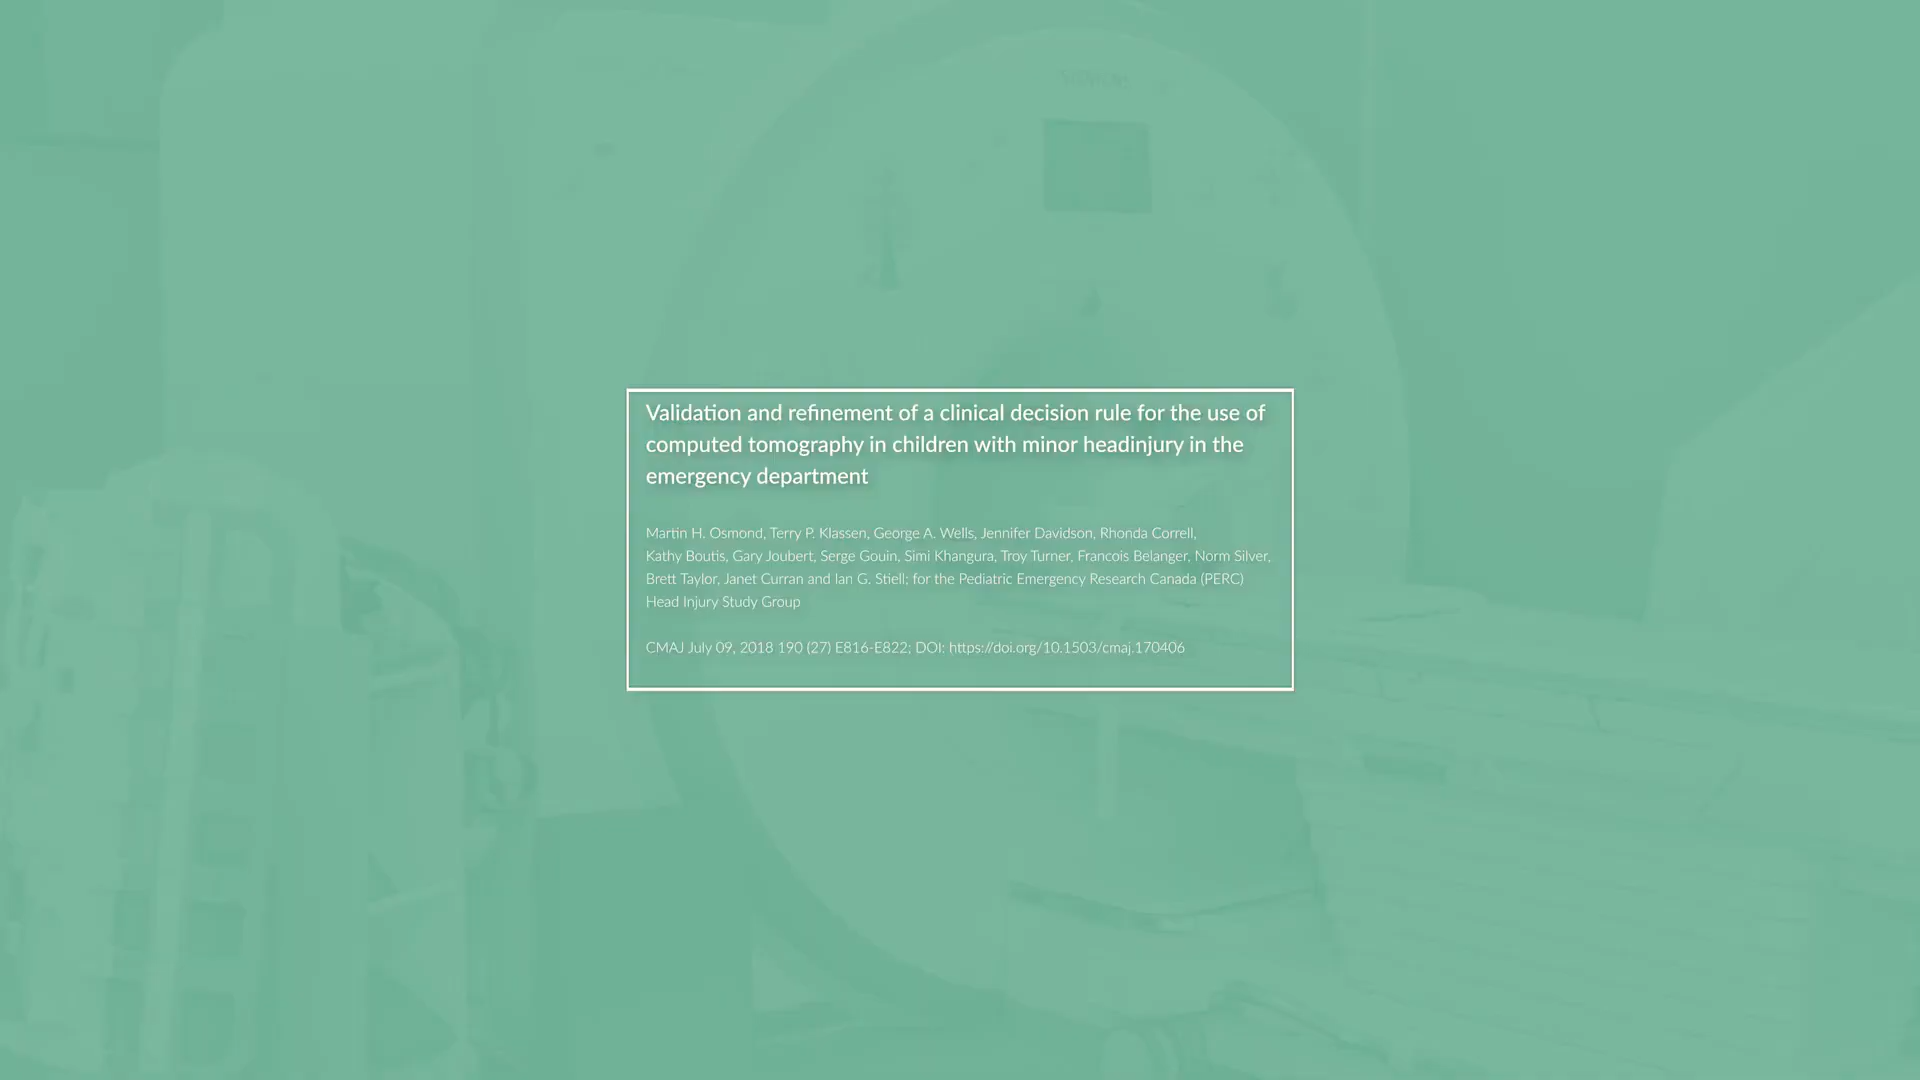 Validation and refinement of a clinical decision rule for the use of
computed tomography in children with minor headinjury in the
emergency department
Martin H. Osmond, Terry P. Klassen, George A. Wells, Jennifer Davidson, Rhonda Correll,
Kathy Boutis, Gary Joubert, Serge Gouin, Simi Khangura, Troy Turner, Francois Belanger, Norm Silver,
Brett Taylor, Janet Curran and Ian G. Stiell; for the Pediatric Emergency Research Canada (PERC)
Head Injury Study Group
CMAJ July 09, 2018 190 (27) E816-E822; DOI: https://doi.org/10.1503/cmaj.170406